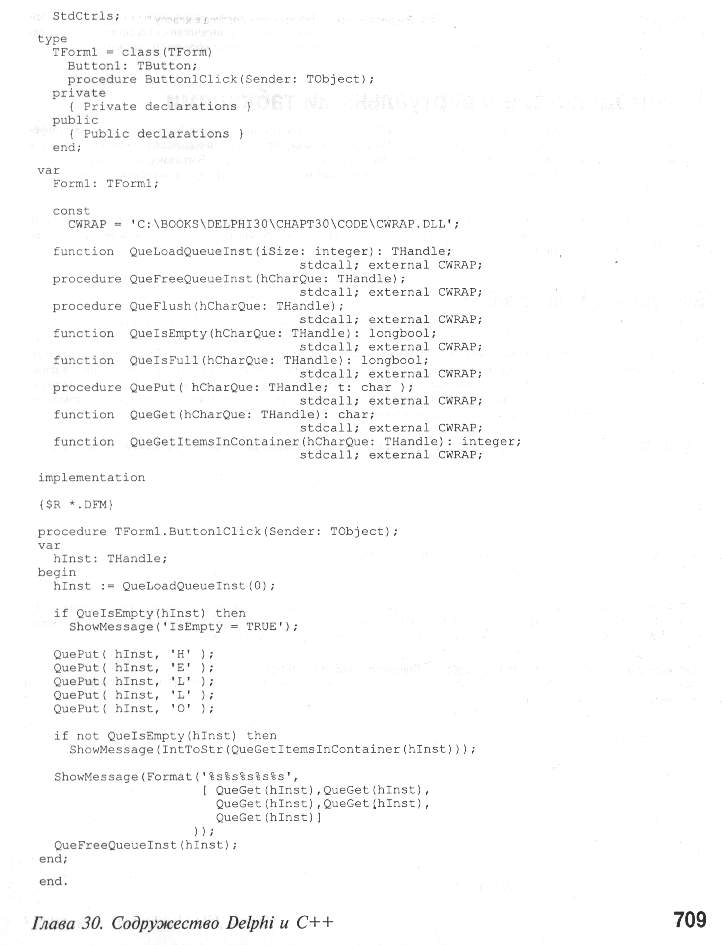 StdCtrls;
type
TForm1 = class(TForm)
Button1: TButton;
procedure Button1Click(Sender: TObject);
private
{ Private declarations }
public
{ Public declarations }
end;
var
Form1: TForm1;
const
CWRAP = 'C:\BOOKS\DELPHI30\CHAPT30\CODE\CWRAP.DLL';
function QueLoadQueueInst(iSize: integer): THandle;
stdcall; external CWRAP;
procedure QueFreeQueueInst(hCharQue: THandle);
stdcall; external CWRAP;
procedure QueFlush(hCharQue: THandle);
stdcall; external CWRAP;
function QueIsEmpty(hCharQue: THandle): longbool;
stdcall; external CWRAP;
function QueIsFull(hCharQue: THandle): longbool;
stdcall; external CWRAP;
procedure QuePut( hCharQue: THandle; t: char );
stdcall; external CWRAP;
function QueGet(hCharQue: THandle): char;
stdcall; external CWRAP;
function QueGetItemsInContainer(hCharQue: THandle): integer;
stdcall; external CWRAP;
implementation
{$R *.DFM}
procedure TForm1.Button1Click(Sender: TObject);
var
hInst: THandle;
begin
hInst := QueLoadQueueInst(0);
if QueIsEmpty(hInst) then
ShowMessage('IsEmpty = TRUE');
QuePut( hInst, 'H' );
QuePut( hInst, 'E' );
QuePut( hInst, 'L' );
QuePut( hInst, 'L' );
QuePut( hInst, 'O' );
if not QueIsEmpty(hInst) then
ShowMessage(IntToStr(QueGetItemsInContainer(hInst)));
ShowMessage(Format('%s%s%s%s%s',
[ QueGet(hInst),QueGet(hInst),
QueGet(hInst),QueGet(hInst),
QueGet(hInst)]
));
QueFreeQueueInst(hInst);
end;
end.
Глава 30. Содружество Delphi и C++ 709